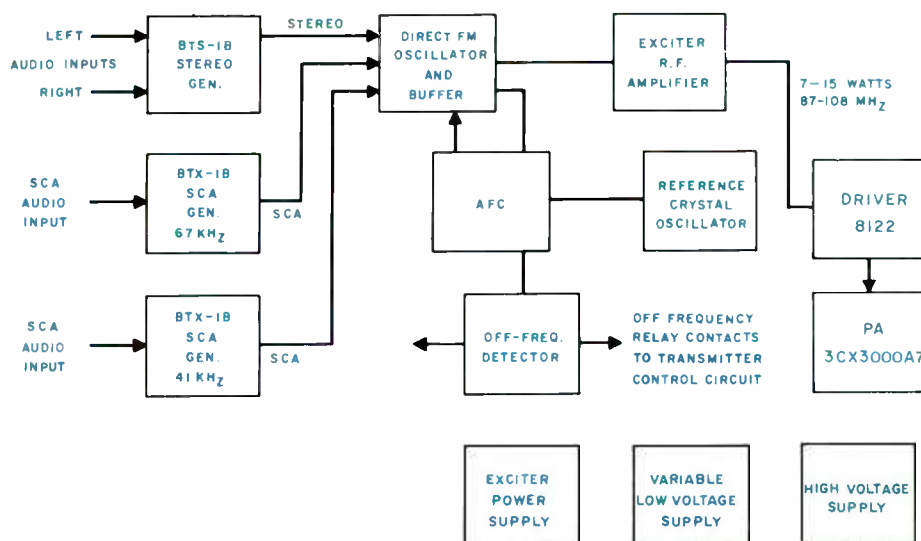 LEFT
AUDIO INPUTS
RIGHT
BTS-1B
STEREO
GEN.
STEREO
DIRECT FM
OSCILLATOR
AND
BUFFER
EXCITER
R.F.
AMPLIFIER
7-15 WATTS
87-108 MHZ
SCA
AUDIO
INPUT
BTX-1B
SCA
GEN.
67 KHZ
SCA
AFC
REFERENCE
CRYSTAL
OSCILLATOR
DRIVER
8122
SCA
AUDIO
INPUT
BTX-1B
SCA
GEN.
41 KHZ
SCA
OFF-FREQ.
DETECTOR
OFF FREQUENCY
RELAY CONTACTS
TO TRANSMITTER
CONTROL CIRCUIT
PA
3CX3000A7
EXCITER
POWER
SUPPLY
VARIABLE
LOW VOLTAGE
SUPPLY
HIGH VOLTAGE
SUPPLY